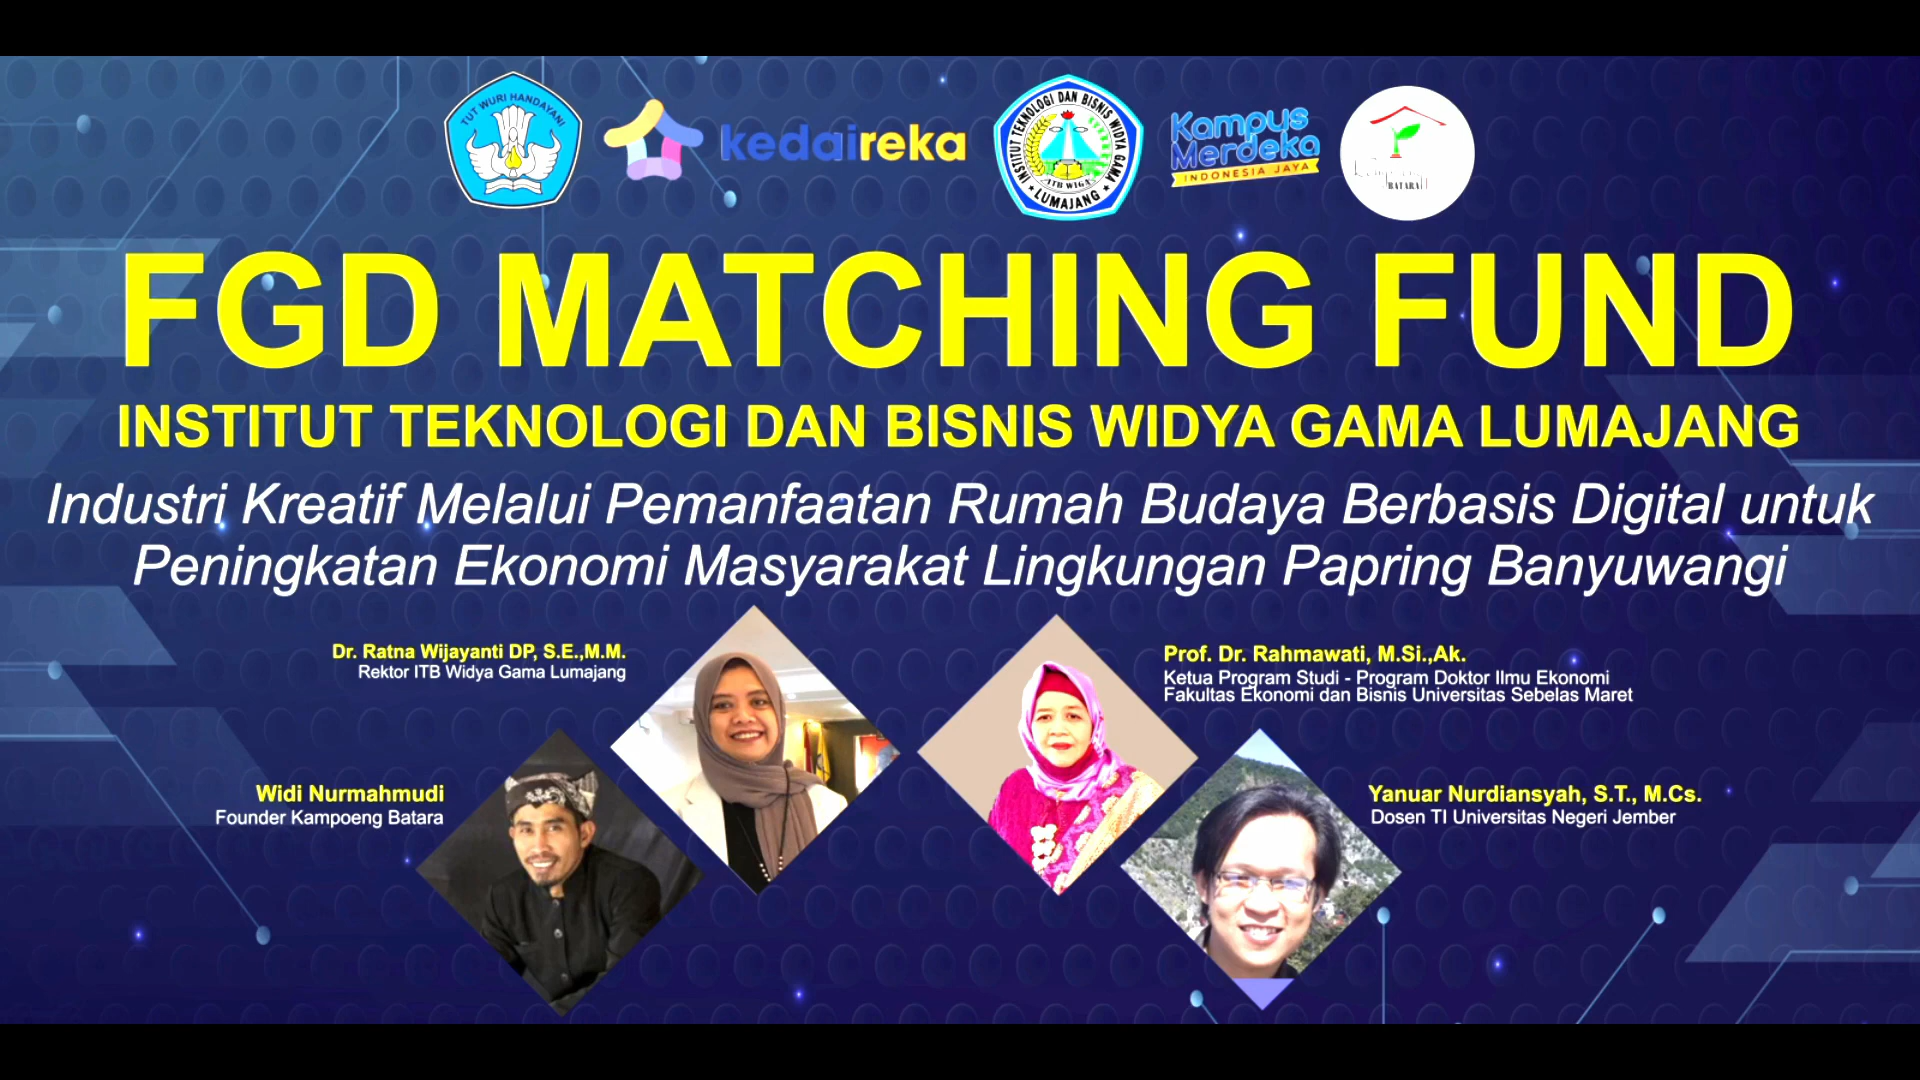 TUT WURI HANDAYANI
kedaireka
INSTITUT TEKNOLOGI DAN BISNIS WIDYA GAMA
ITB WIGA
LUMAJANG
Kampus
Merdeka
INDONESIA JAYA
BATARA
FGD MATCHING FUND
INSTITUT TEKNOLOGI DAN BISNIS WIDYA GAMA LUMAJANG
Industri Kreatif Melalui Pemanfaatan Rumah Budaya Berbasis Digital untuk
Peningkatan Ekonomi Masyarakat Lingkungan Papring Banyuwangi
Dr. Ratna Wijayanti DP, S.E.,M.M.
Rektor ITB Widya Gama Lumajang
Prof. Dr. Rahmawati, M.Si.,Ak.
Ketua Program Studi - Program Doktor Ilmu Ekonomi
Fakultas Ekonomi dan Bisnis Universitas Sebelas Maret
Widi Nurmahmudi
Founder Kampoeng Batara
Yanuar Nurdiansyah, S.T., M.Cs.
Dosen TI Universitas Negeri Jember